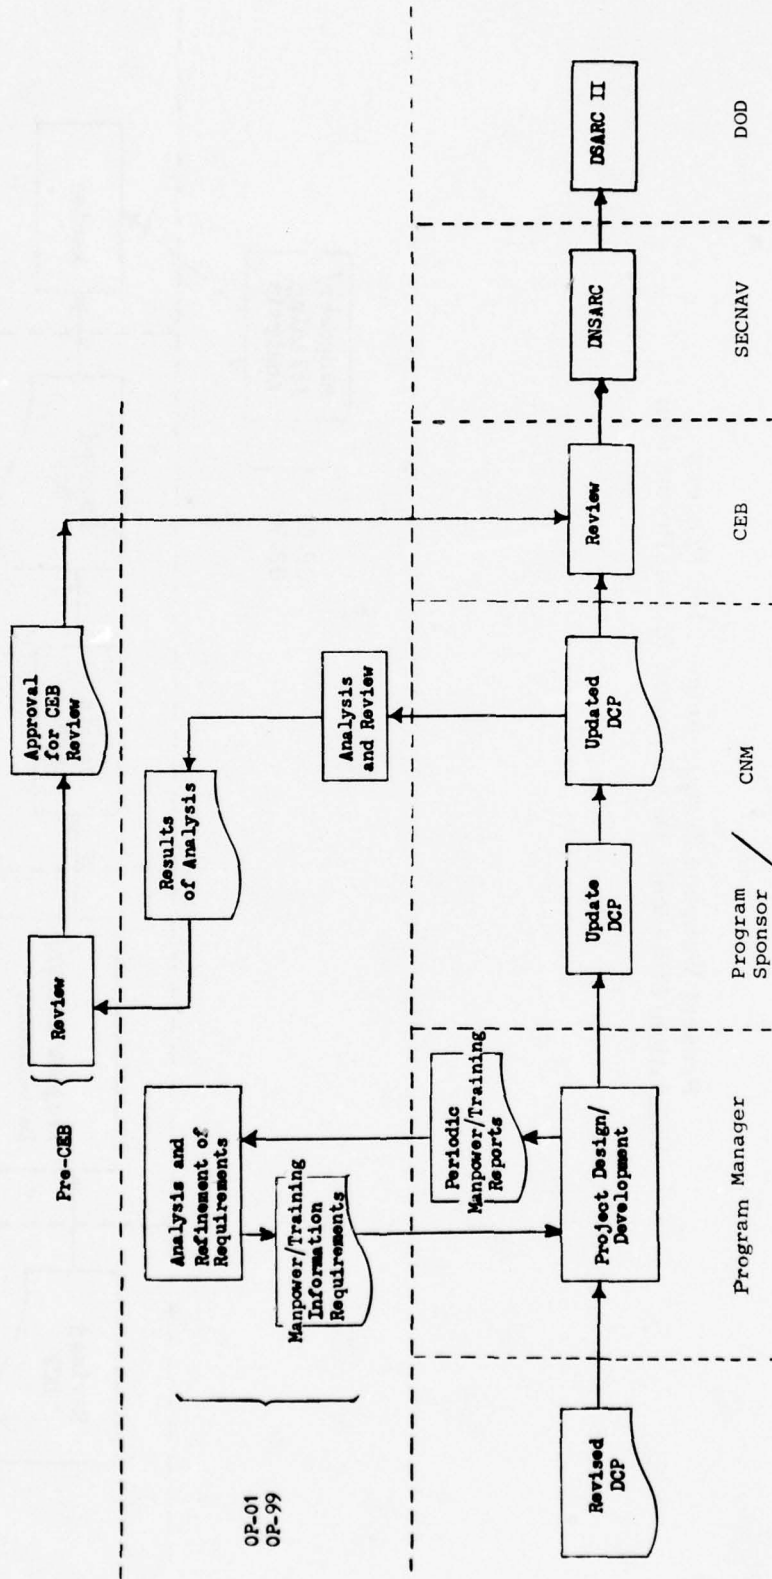 Pre-CEB
Review
Approval
for CEB
Review
OP-01
OP-99
Analysis and
Refinement of
Requirements
Manpower/Training
Information
Requirements
Results
of Analysis
Analysis
and Review
Periodic
Manpower/Training
Reports
Revised
DCP
Project Design/
Development
Update
DCP
Updated
DCP
Review
DNSARC
DSARC II
Program Manager
Program
Sponsor
/
CNM
CEB
SECNAV
DOD